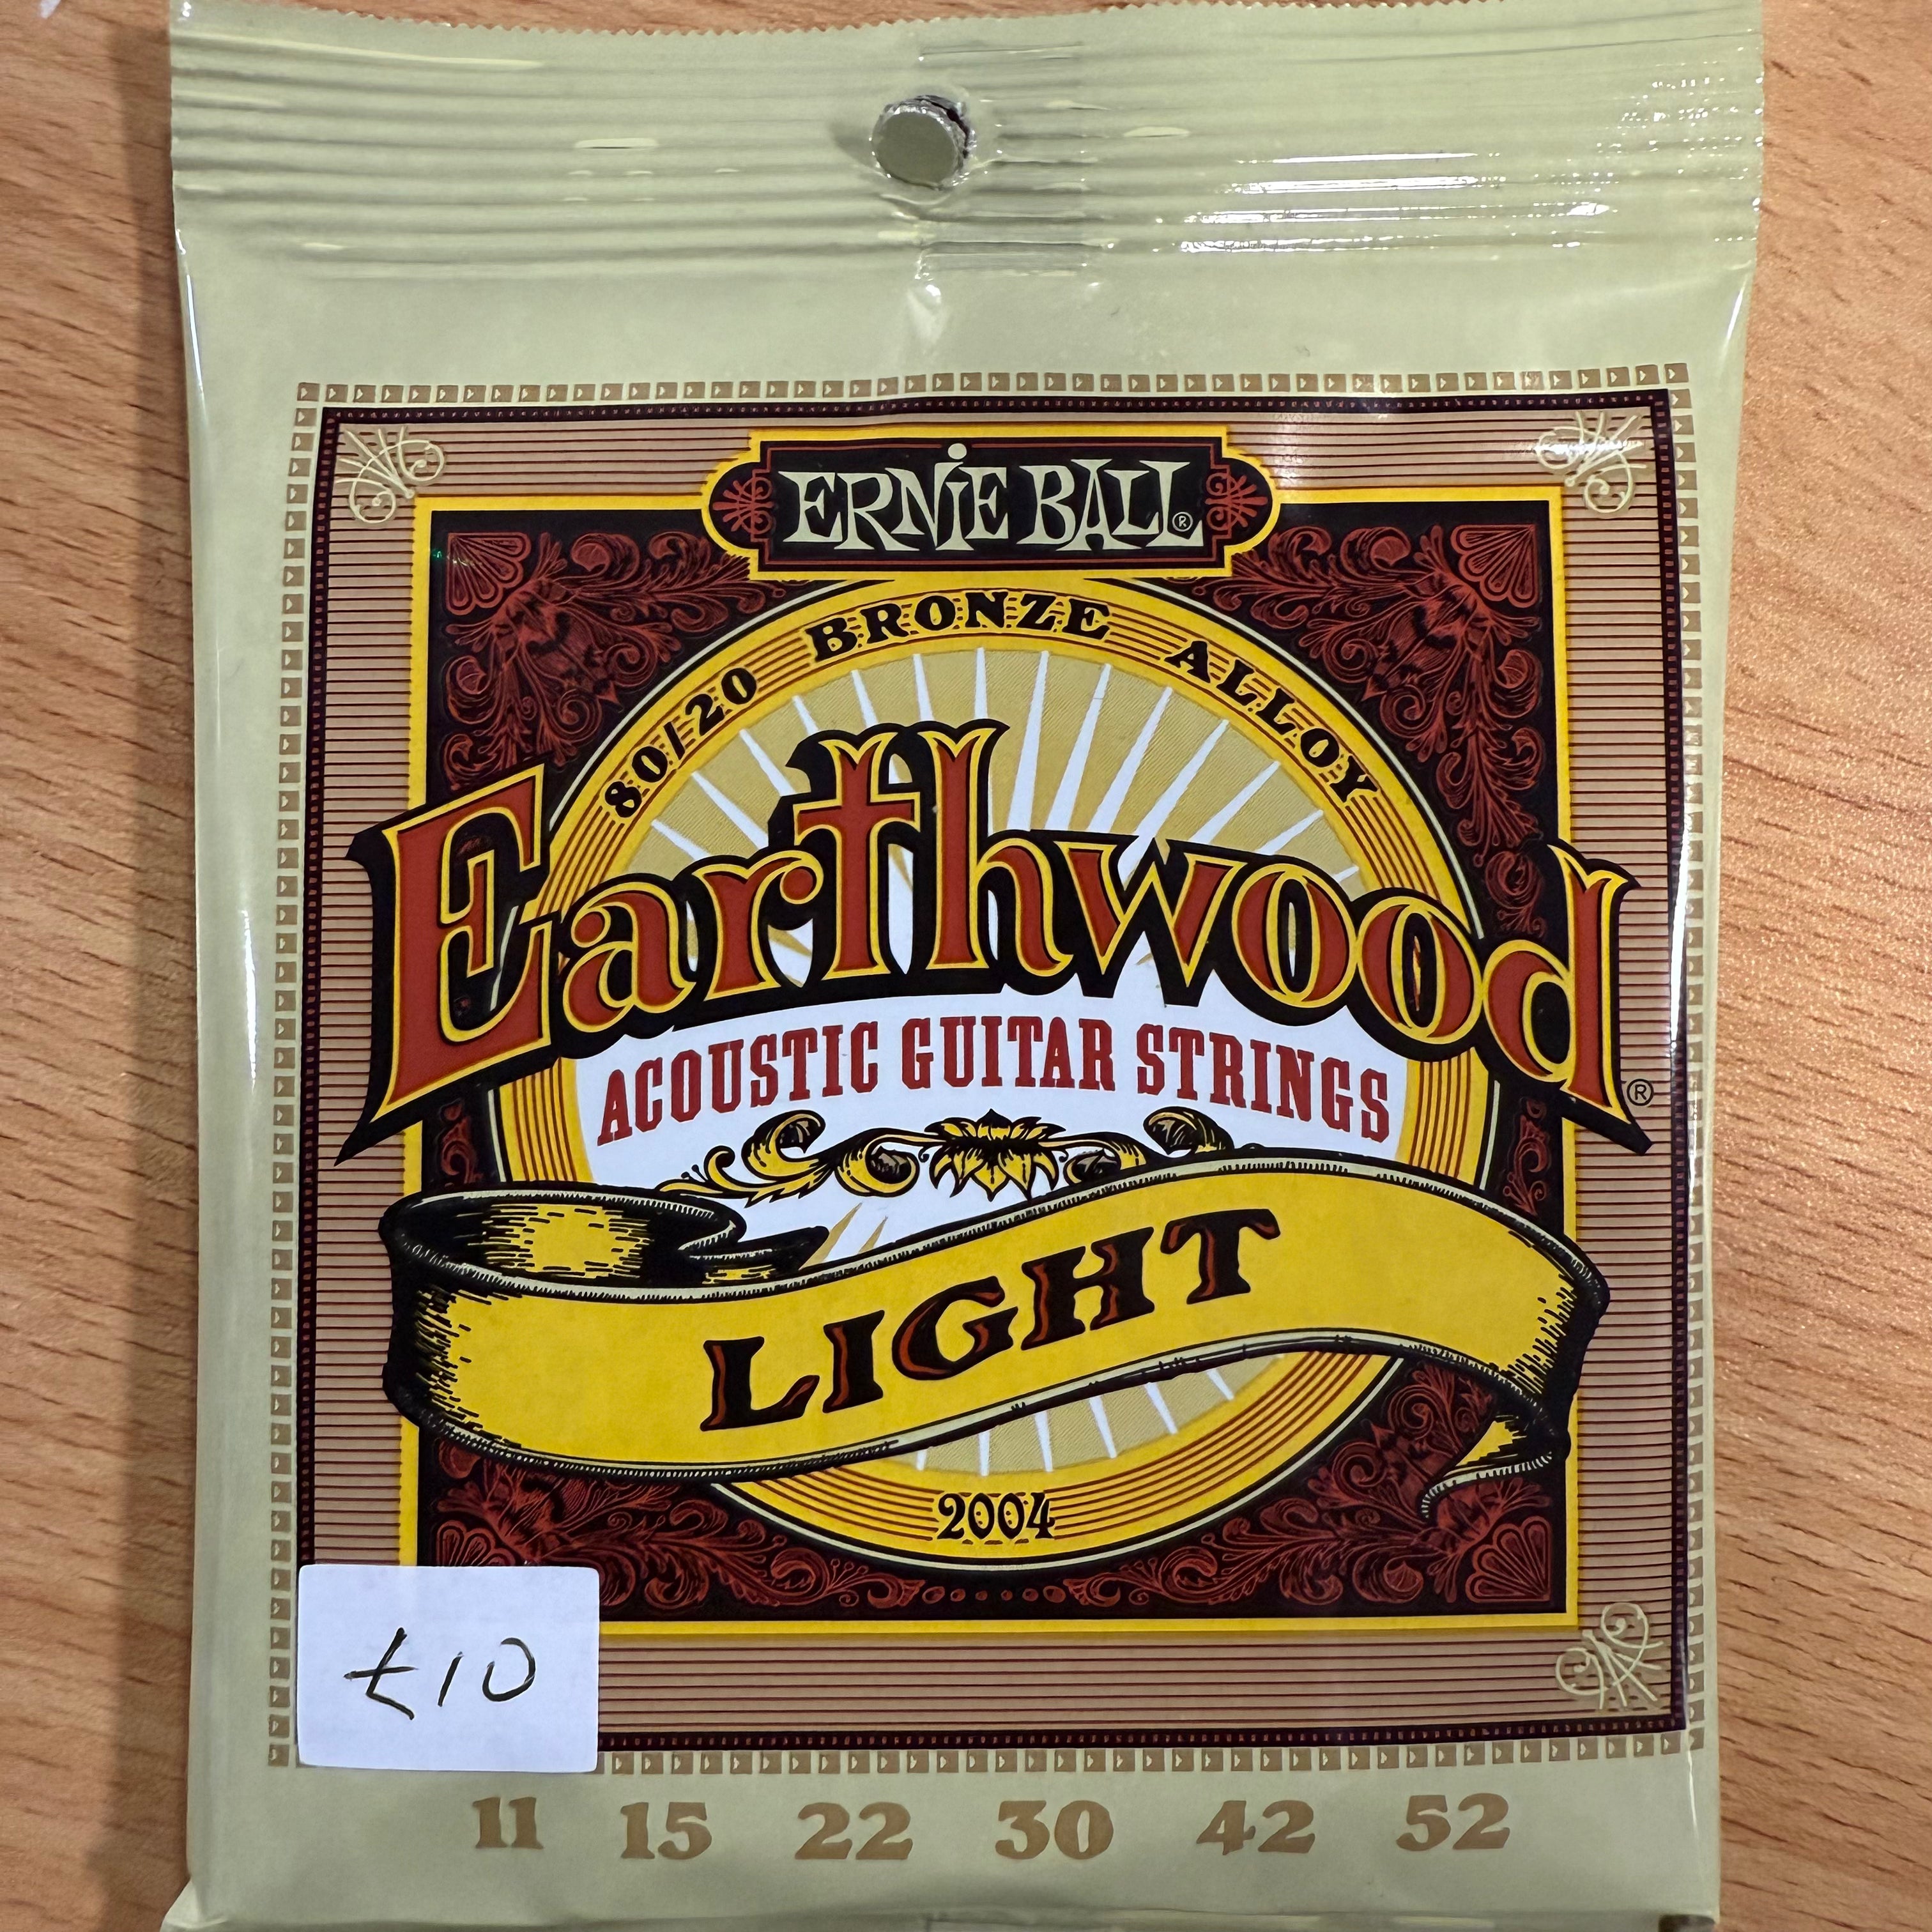 ERNIE BALL®
80/20 BRONZE ALLOY
Earthwood®
ACOUSTIC GUITAR STRINGS
LIGHT
2004
£10
11 15 22 30 42 52